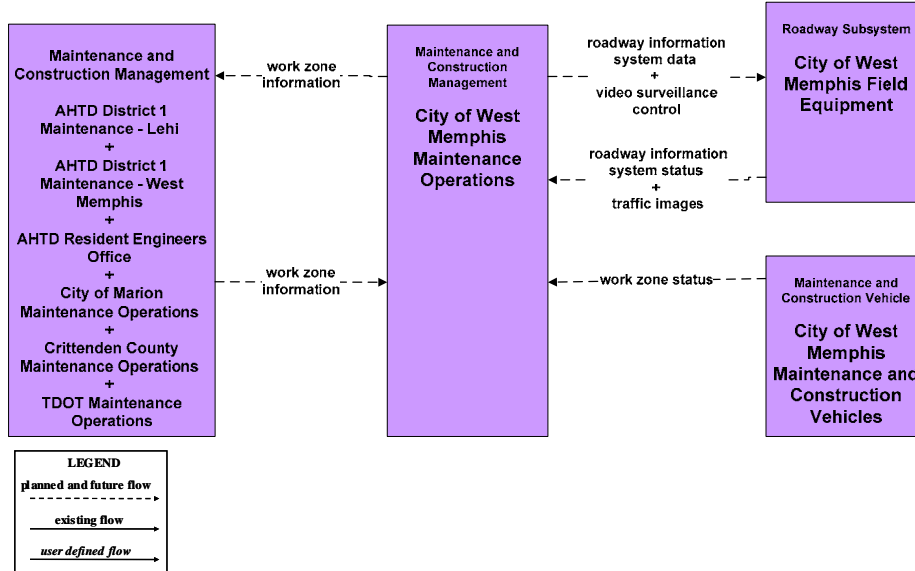 Maintenance and
Construction Management
AHTD District 1
Maintenance - Lehi
+
AHTD District 1
Maintenance - West
Memphis
+
AHTD Resident Engineers
Office
+
City of Marion
Maintenance Operations
+
Crittenden County
Maintenance Operations
+
TDOT Maintenance
Operations
work zone
information
work zone
information
Maintenance and
Construction
Management
City of West
Memphis
Maintenance
Operations
roadway information
system data
+
video surveillance
control
roadway information
system status
+
traffic images
work zone status
Roadway Subsystem
City of West
Memphis Field
Equipment
Maintenance and
Construction Vehicle
City of West
Memphis
Maintenance and
Construction
Vehicles
LEGEND
planned and future flow
existing flow
user defined flow